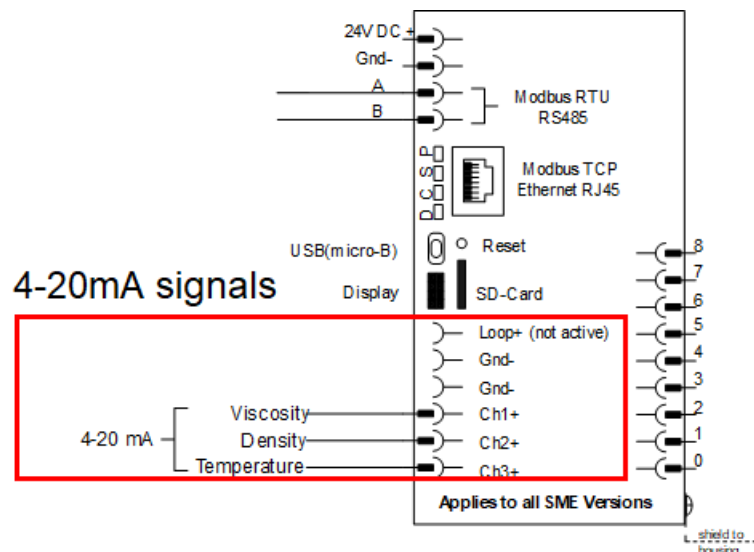 24V DC +
Gnd-
A
B
Modbus RTU
RS485
P
S
C
D
Modbus TCP
Ethernet RJ45
USB(micro-B)
Reset
Display
SD-Card
8
7
6
5
4
3
2
1
0
4-20mA signals
Loop+ (not active)
Gnd-
Gnd-
4-20 mA
Viscosity
Ch1+
Density
Ch2+
Temperature
Ch3+
Applies to all SME Versions
shield to
housing